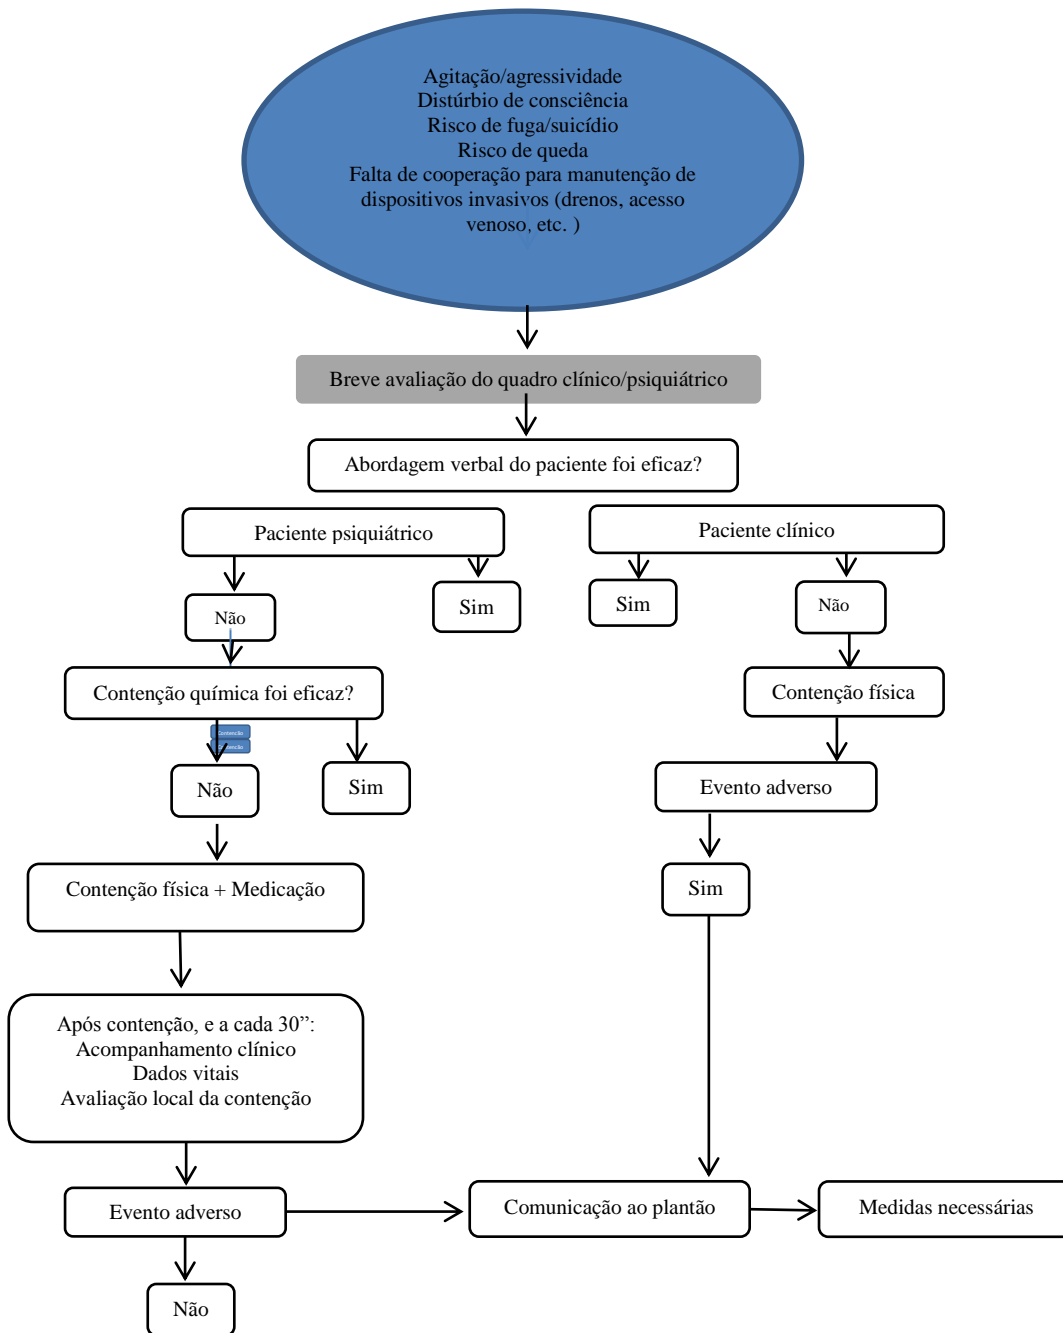 Agitação/agressividade
Distúrbio de consciência
Risco de fuga/suicídio
Risco de queda
Falta de cooperação para manutenção de
dispositivos invasivos (drenos, acesso
venoso, etc. )
Breve avaliação do quadro clínico/psiquiátrico
Abordagem verbal do paciente foi eficaz?
Paciente psiquiátrico
Paciente clínico
Não
Sim
Sim
Não
Contenção química foi eficaz?
Contenção física
Contenção
Contenção
Não
Sim
Evento adverso
Contenção física + Medicação
Sim
Após contenção, e a cada 30”:
Acompanhamento clínico
Dados vitais
Avaliação local da contenção
Evento adverso
Comunicação ao plantão
Medidas necessárias
Não